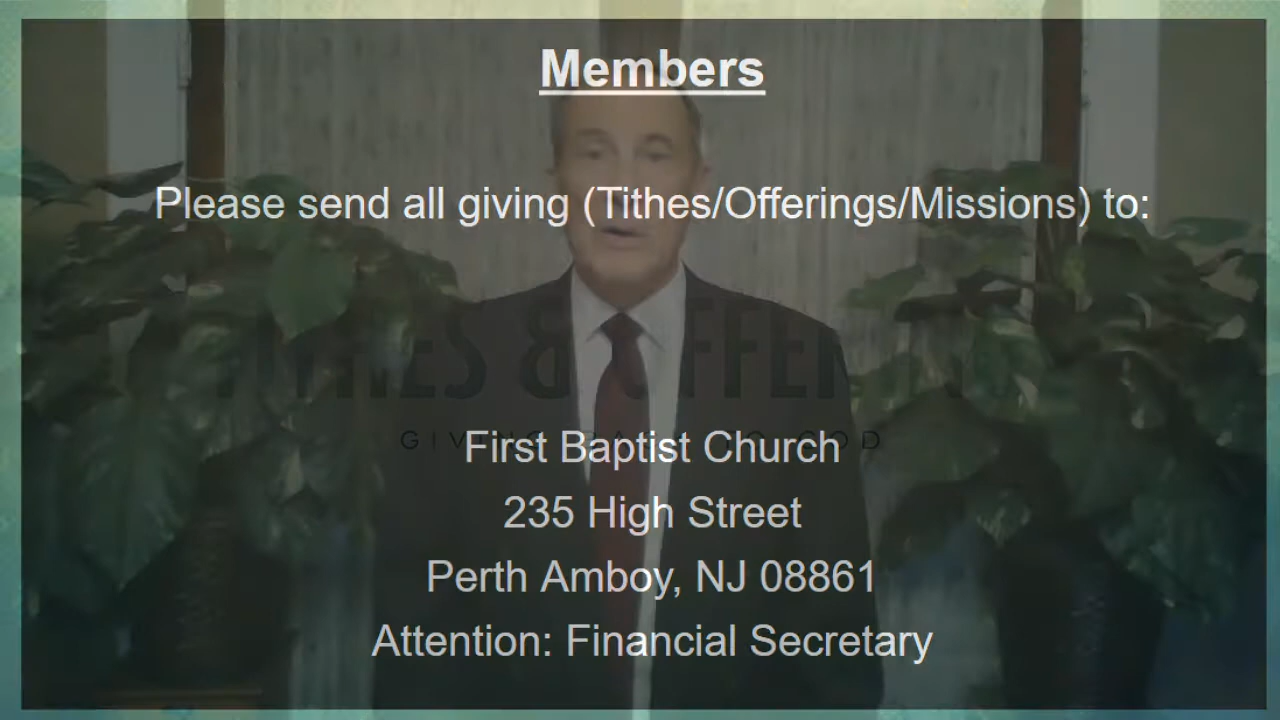 Members
Please send all giving (Tithes/Offerings/Missions) to:
First Baptist Church
235 High Street
Perth Amboy, NJ 08861
Attention: Financial Secretary